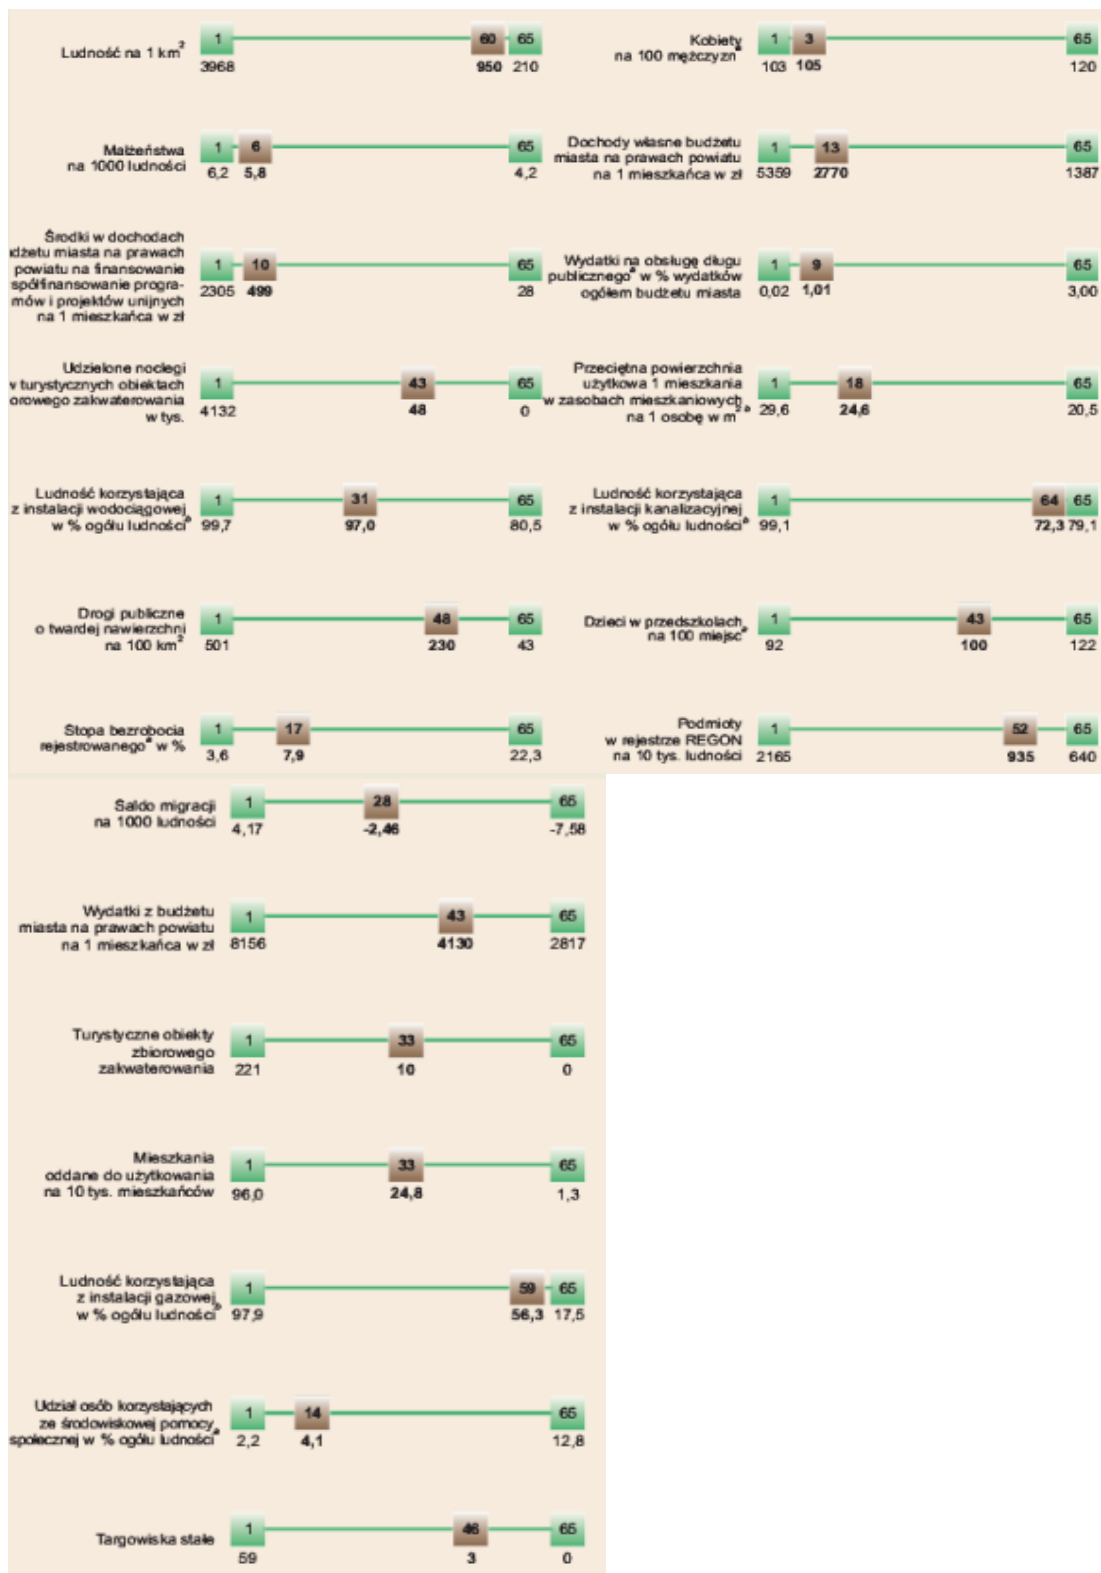 Ludność na 1 km²
1 60 65
3968 950 210
Kobiety
na 100 mężczyzn ᵃ
1 3 65
103 105 120
Małżeństwa
na 1000 ludności
1 6 65
6,2 5,8 4,2
Dochody własne budżetu
miasta na prawach powiatu
na 1 mieszkańca w zł
1 13 65
5359 2770 1387
Środki w dochodach
dżetu miasta na prawach
powiatu na finansowanie
spółfinansowanie progra-
mów i projektów unijnych
na 1 mieszkańca w zł
1 10 65
2305 499 28
Wydatki na obsługę długu
publicznego ᵃ w % wydatków
ogółem budżetu miasta
1 9 65
0,02 1,01 3,00
Udzielone noclegi
w turystycznych obiektach
orowego zakwaterowania
w tys.
1 43 65
4132 48 0
Przeciętna powierzchnia
użytkowa 1 mieszkania
w zasobach mieszkaniowych
na 1 osobę w m² ᵇ
1 18 65
29,6 24,6 20,5
Ludność korzystająca
z instalacji wodociągowej
w % ogółu ludności ᵇ
1 31 65
99,7 97,0 80,5
Ludność korzystająca
z instalacji kanalizacyjnej
w % ogółu ludności ᵇ
1 64 65
99,1 72,3 79,1
Drogi publiczne
o twardej nawierzchni
na 100 km²
1 48 65
501 230 43
Dzieci w przedszkolach
na 100 miejsc ᵃ
1 43 65
92 100 122
Stopa bezrobocia
rejestrowanego ᵃ w %
1 17 65
3,6 7,9 22,3
Podmioty
w rejestrze REGON
na 10 tys. ludności
1 52 65
2165 935 640
Saldo migracji
na 1000 ludności
1 28 65
4,17 -2,46 -7,58
Wydatki z budżetu
miasta na prawach powiatu
na 1 mieszkańca w zł
1 43 65
8156 4130 2817
Turystyczne obiekty
zbiorowego
zakwaterowania
1 33 65
221 10 0
Mieszkania
oddane do użytkowania
na 10 tys. mieszkańców
1 33 65
96,0 24,8 1,3
Ludność korzystająca
z instalacji gazowej
w % ogółu ludności ᵇ
1 59 65
97,9 56,3 17,5
Udział osób korzystających
ze środowiskowej pomocy
społecznej w % ogółu ludności ᵃ
1 14 65
2,2 4,1 12,8
Targowiska stałe
1 46 65
59 3 0